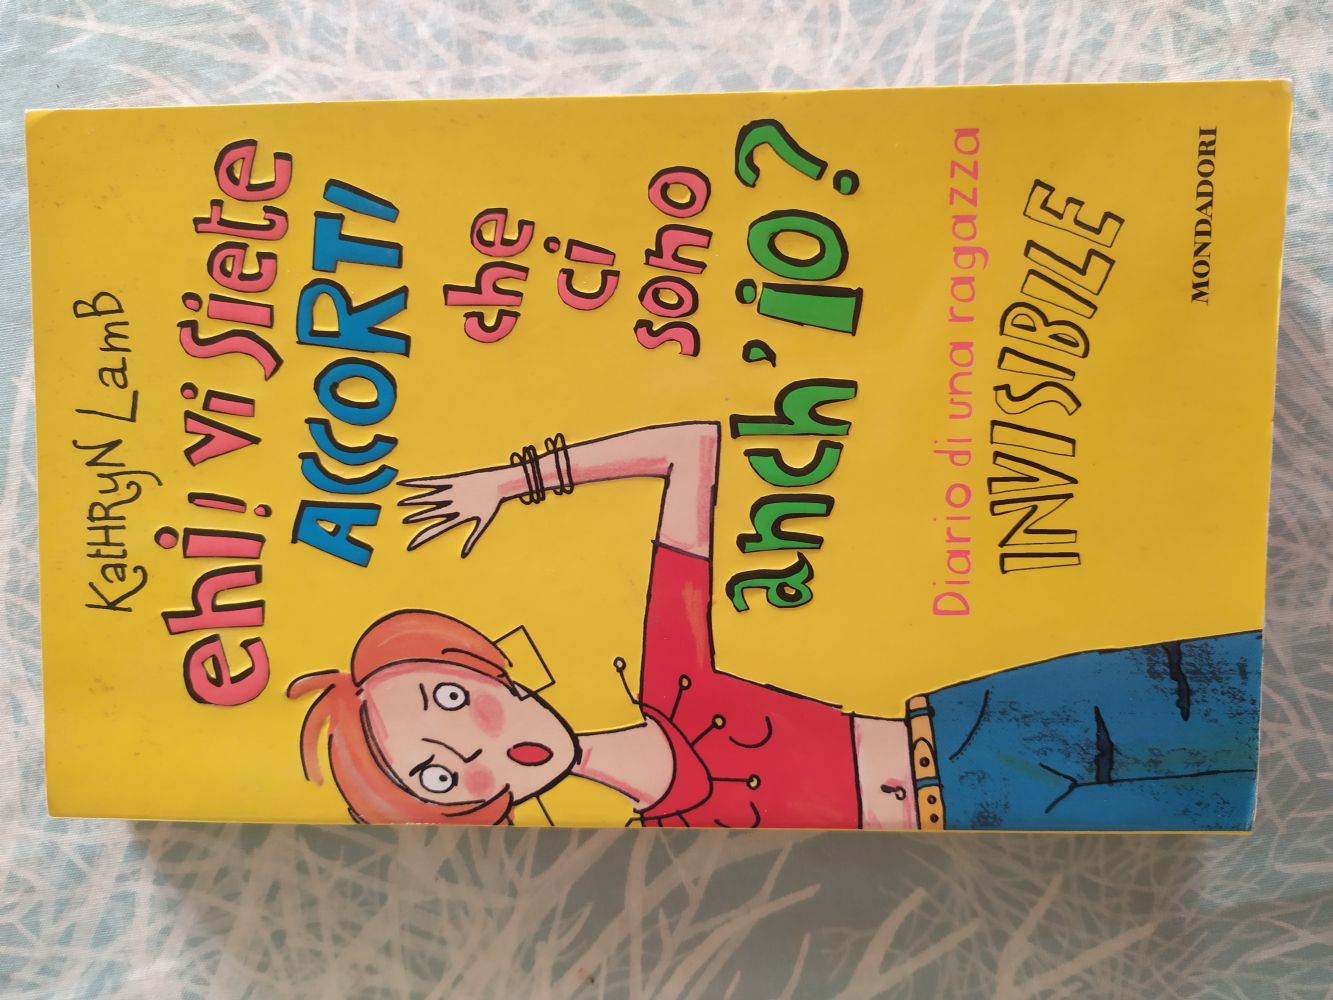 KatHRYN LamB
ehi! vi siete
ACCORTI
che
ci
sono
anch'io?
Diario di una ragazza
INVISIBILE
MONDADORI